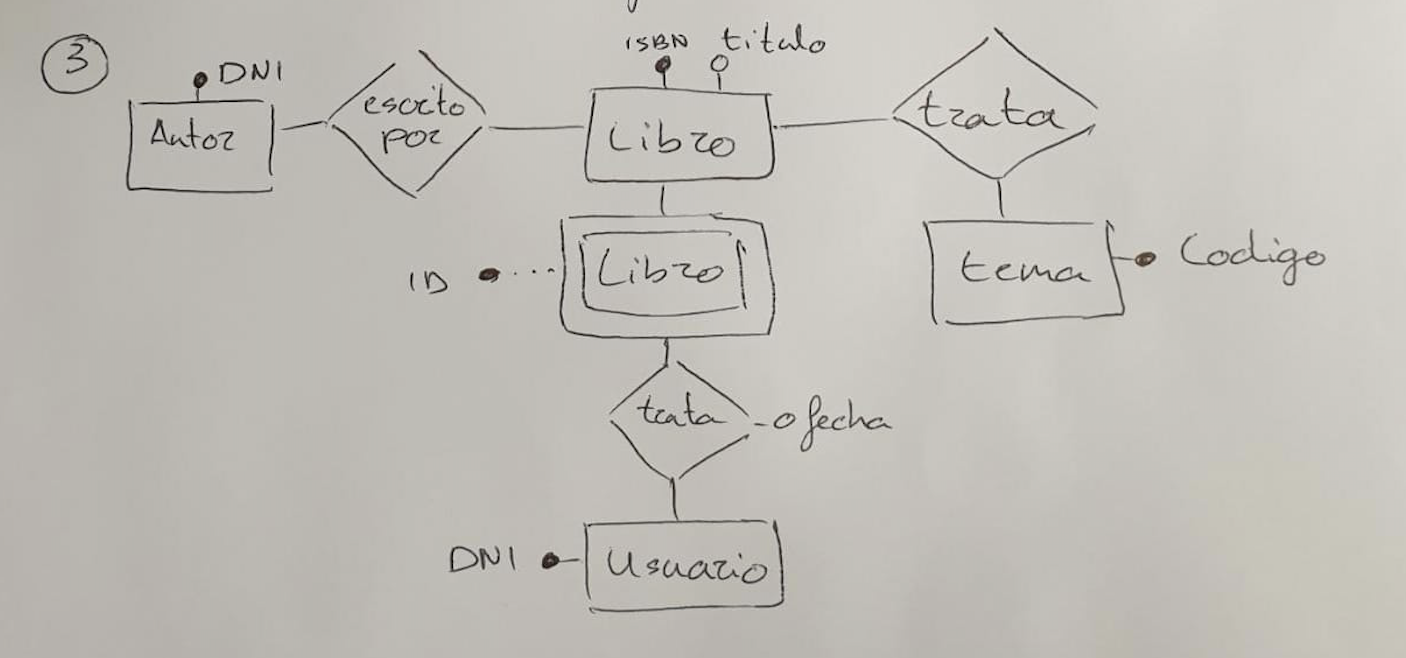 3
ISBN titulo
DNI
Autor
escrito
por
Libro
trata
ID
Libro
tema
Codigo
trata
fecha
DNI
Usuario